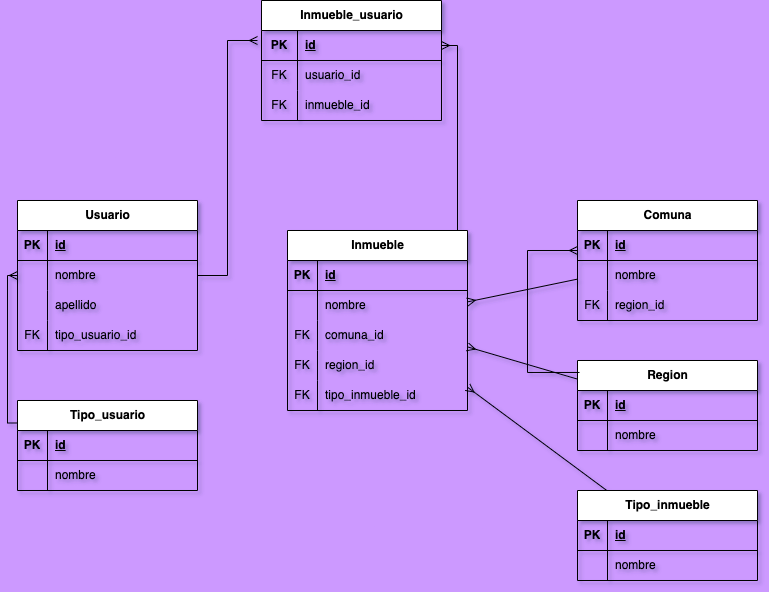 Inmueble_usuario
PK id
FK usuario_id
FK inmueble_id
Usuario
PK id
nombre
apellido
FK tipo_usuario_id
Tipo_usuario
PK id
nombre
Inmueble
PK id
nombre
FK comuna_id
FK region_id
FK tipo_inmueble_id
Comuna
PK id
nombre
FK region_id
Region
PK id
nombre
Tipo_inmueble
PK id
nombre